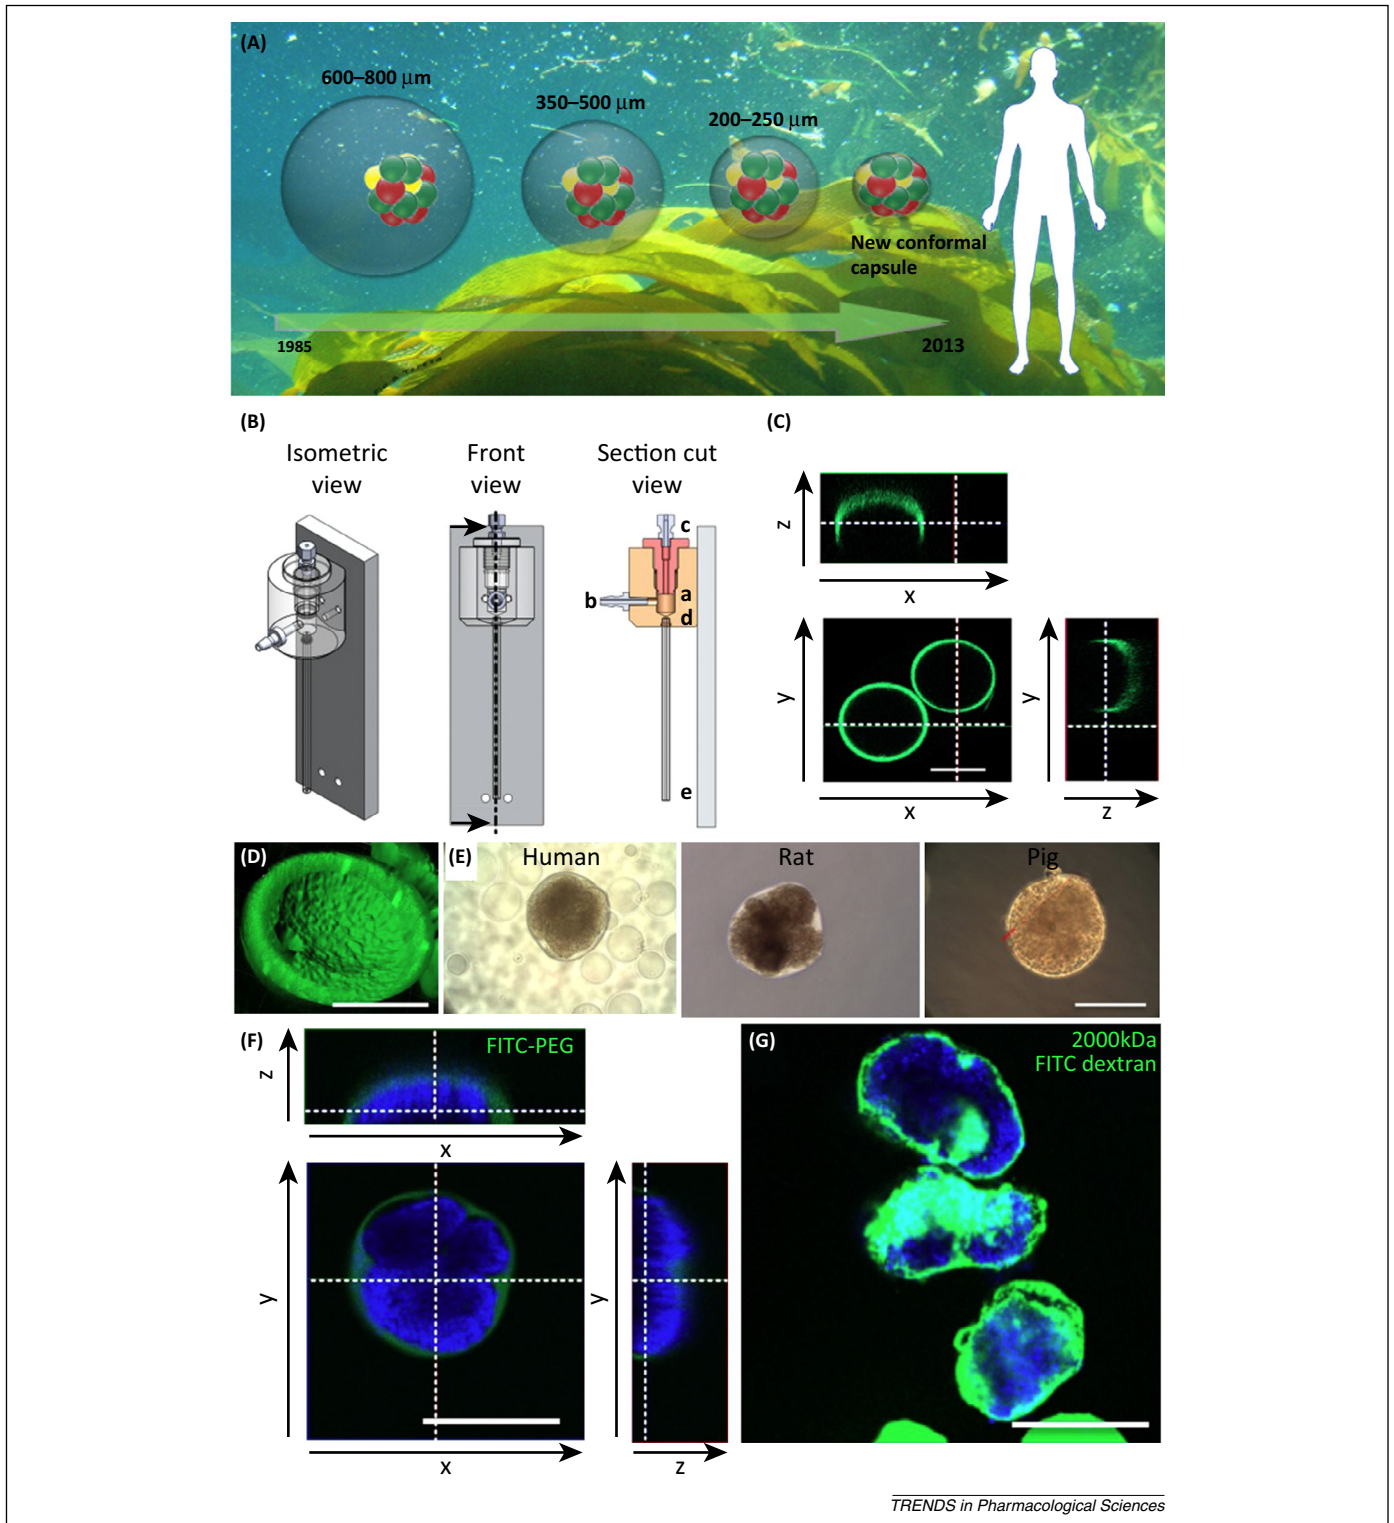 (A)
600–800 μm
350–500 μm
200–250 μm
New conformal
capsule
1985
2013
(B)
Isometric
view
Front
view
Section cut
view
c
b
a
d
e
(C)
z
x
y
x
y
z
(D)
(E)
Human
Rat
Pig
(F)
FITC-PEG
z
x
y
x
y
z
(G)
2000kDa
FITC dextran
TRENDS in Pharmacological Sciences